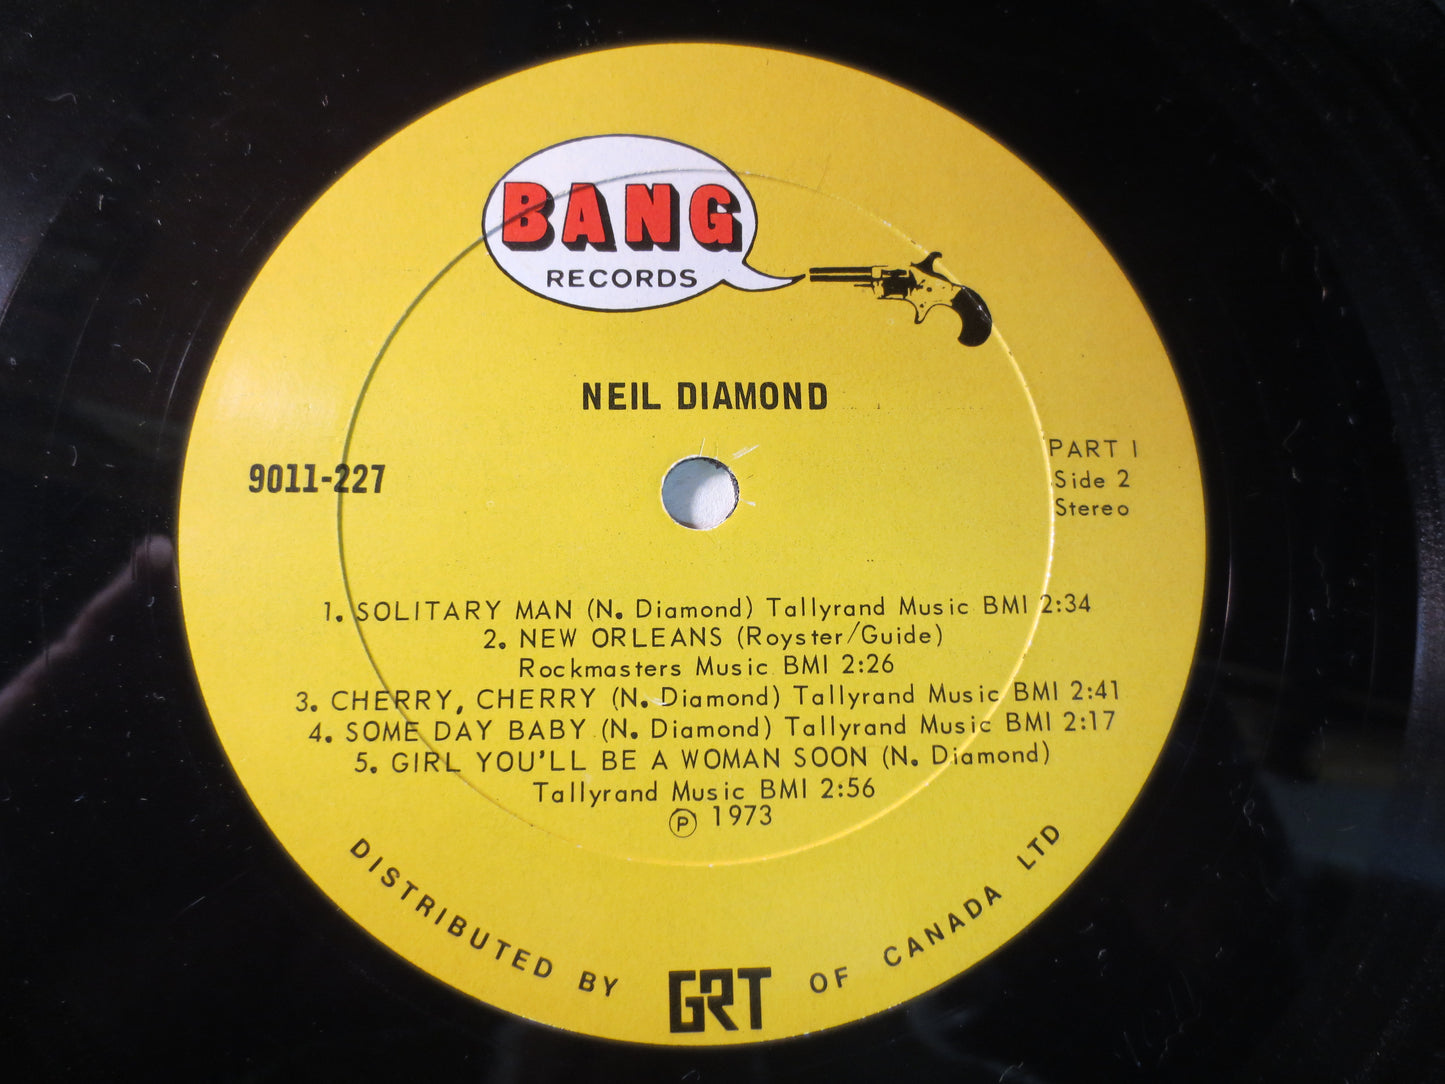 BANG
RECORDS
NEIL DIAMOND
9011-227
PART I
Side 2
Stereo
1. SOLITARY MAN (N. Diamond) Tallyrand Music BMI 2:34
2. NEW ORLEANS (Royster/Guide)
Rockmasters Music BMI 2:26
3. CHERRY, CHERRY (N. Diamond) Tallyrand Music BMI 2:41
4. SOME DAY BABY (N. Diamond) Tallyrand Music BMI 2:17
5. GIRL YOU'LL BE A WOMAN SOON (N. Diamond)
Tallyrand Music BMI 2:56
Ⓟ 1973
DISTRIBUTED BY GRT OF CANADA LTD